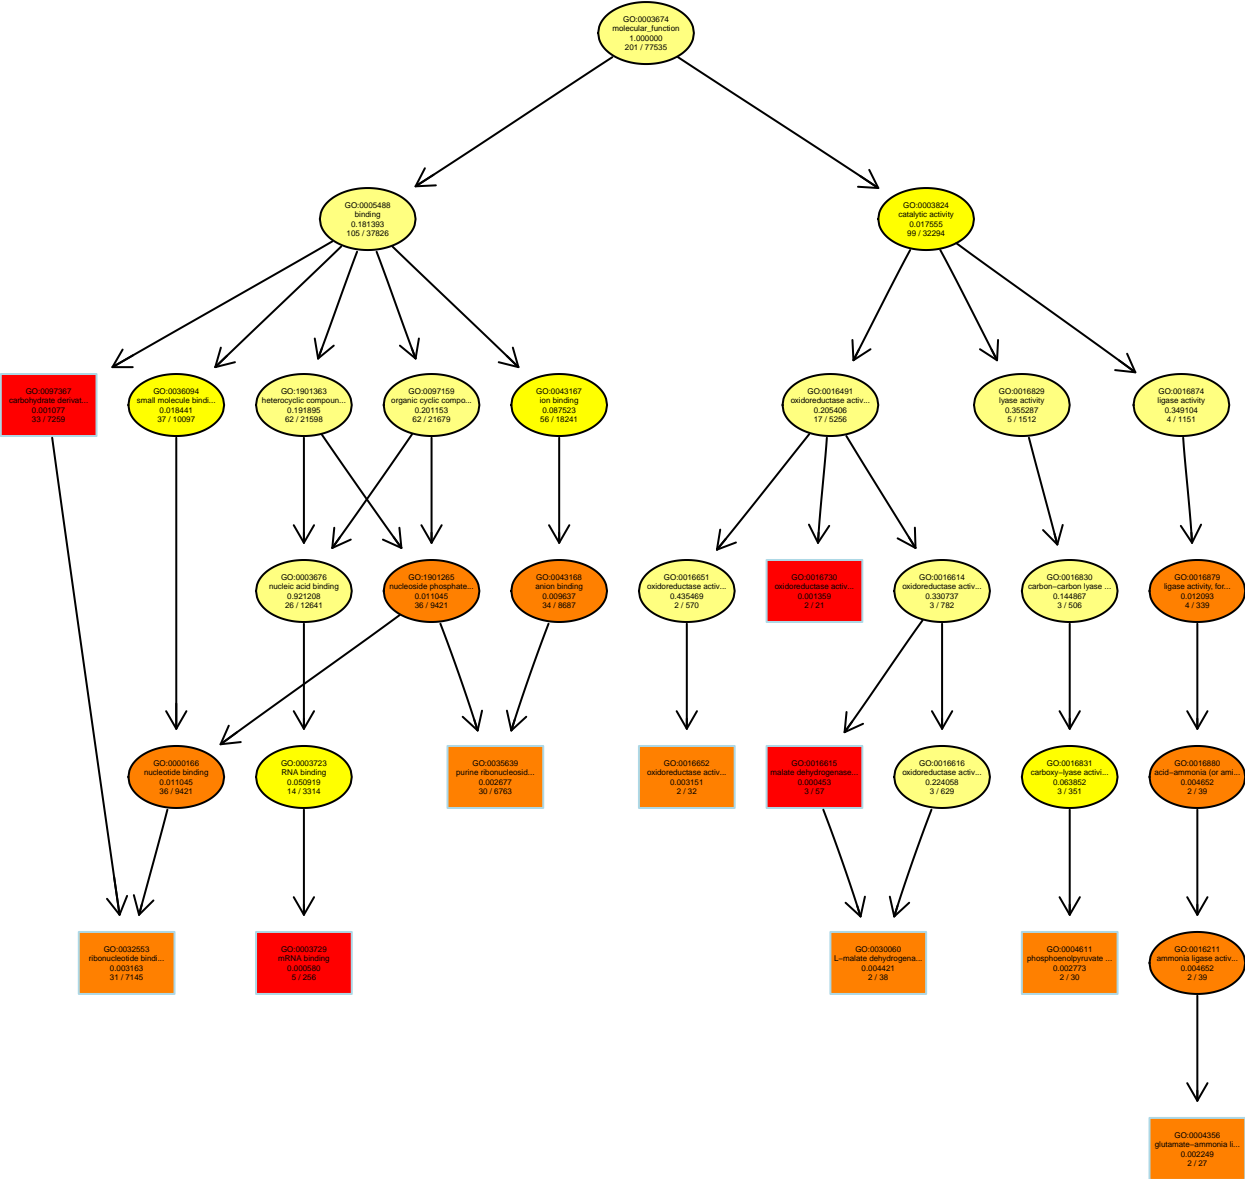 GO:0003674
molecular_function
1.000000
201 / 77535
GO:0005488
binding
0.181393
105 / 37826
GO:0003824
catalytic activity
0.017555
99 / 32294
GO:0097367
carbohydrate derivat...
0.001077
33 / 7259
GO:0036094
small molecule bindi...
0.018441
37 / 10097
GO:1901363
heterocyclic compoun...
0.191895
62 / 21598
GO:0097159
organic cyclic compo...
0.201153
62 / 21679
GO:0043167
ion binding
0.087523
56 / 18241
GO:0016491
oxidoreductase activ...
0.205406
17 / 5256
GO:0016829
lyase activity
0.355287
5 / 1512
GO:0016874
ligase activity
0.349104
4 / 1151
GO:0003676
nucleic acid binding
0.921208
26 / 12641
GO:1901265
nucleoside phosphate...
0.011045
36 / 9421
GO:0043168
anion binding
0.009637
34 / 8687
GO:0016651
oxidoreductase activ...
0.435469
2 / 570
GO:0016730
oxidoreductase activ...
0.001359
2 / 21
GO:0016614
oxidoreductase activ...
0.330737
3 / 782
GO:0016830
carbon−carbon lyase ...
0.144867
3 / 506
GO:0016879
ligase activity, for...
0.012093
4 / 339
GO:0000166
nucleotide binding
0.011045
36 / 9421
GO:0003723
RNA binding
0.050919
14 / 3314
GO:0035639
purine ribonucleosid...
0.002677
30 / 6763
GO:0016652
oxidoreductase activ...
0.003151
2 / 32
GO:0016615
malate dehydrogenase...
0.000453
3 / 57
GO:0016616
oxidoreductase activ...
0.224058
3 / 629
GO:0016831
carboxy−lyase activi...
0.063852
3 / 351
GO:0016880
acid−ammonia (or ami...
0.004652
2 / 39
GO:0032553
ribonucleotide bindi...
0.003163
31 / 7145
GO:0003729
mRNA binding
0.000580
5 / 256
GO:0030060
L−malate dehydrogena...
0.004421
2 / 38
GO:0004611
phosphoenolpyruvate ...
0.002773
2 / 30
GO:0016211
ammonia ligase activ...
0.004652
2 / 39
GO:0004356
glutamate−ammonia li...
0.002249
2 / 27